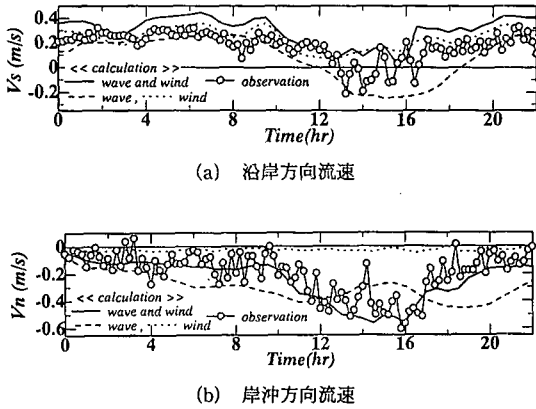 Vs (m/s)
0.4
0.2
0
-0.2
<< calculation >>
wave and wind
observation
wave , wind
0 4 8 12 16 20
Time(hr)
(a) 沿岸方向流速
Vn (m/s)
0
-0.2
-0.4
-0.6
<< calculation >>
wave and wind
observation
wave , wind
0 4 8 12 16 20
Time(hr)
(b) 岸沖方向流速